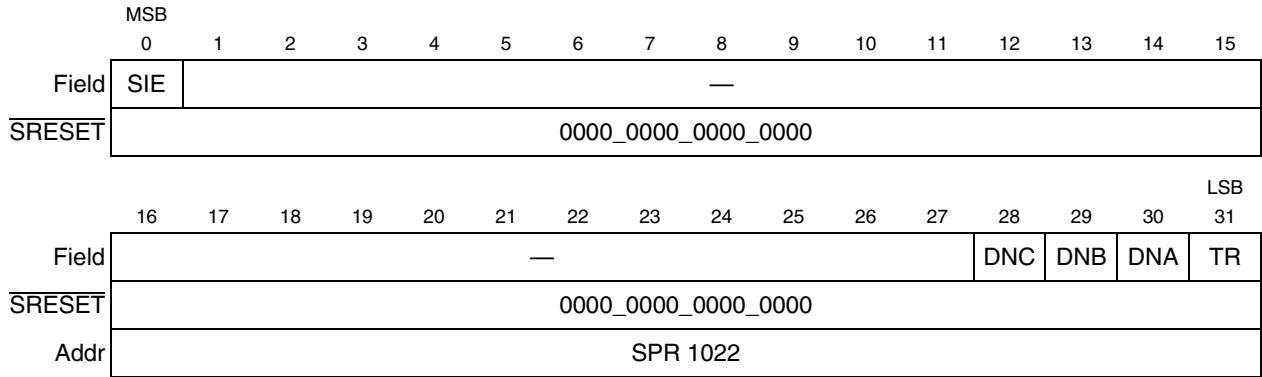 MSB
0 1 2 3 4 5 6 7 8 9 10 11 12 13 14 15
Field SIE —
SRESET 0000_0000_0000_0000
LSB
16 17 18 19 20 21 22 23 24 25 26 27 28 29 30 31
Field — DNC DNB DNA TR
SRESET 0000_0000_0000_0000
Addr SPR 1022